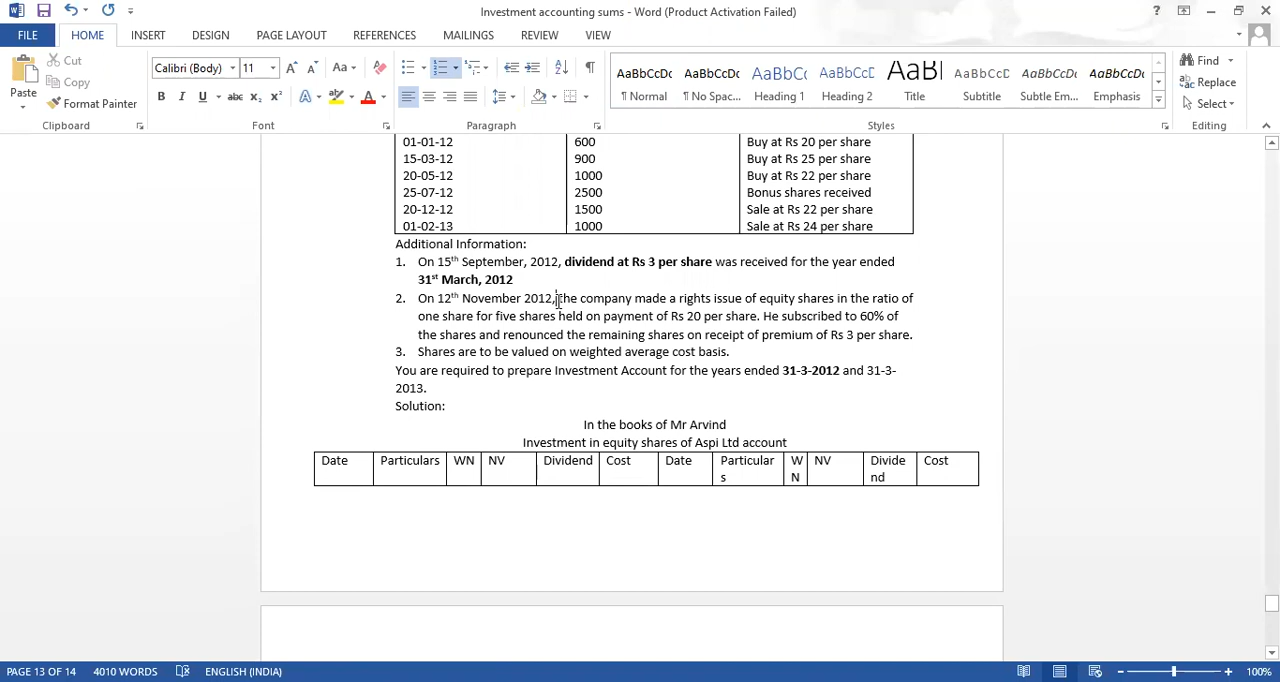 Investment accounting sums - Word (Product Activation Failed)
FILE HOME INSERT DESIGN PAGE LAYOUT REFERENCES MAILINGS REVIEW VIEW
Paste
Cut
Copy
Format Painter
Clipboard
Calibri (Body) 11
Font
Paragraph
AaBbCcDc AaBbCcDc AaBbCc AaBbCcC AaBl AaBbCcD AaBbCcDc AaBbCcDc
¶ Normal ¶ No Spac... Heading 1 Heading 2 Title Subtitle Subtle Em... Emphasis
Styles
Find
Replace
Select
Editing
01-01-12 600 Buy at Rs 20 per share
15-03-12 900 Buy at Rs 25 per share
20-05-12 1000 Buy at Rs 22 per share
25-07-12 2500 Bonus shares received
20-12-12 1500 Sale at Rs 22 per share
01-02-13 1000 Sale at Rs 24 per share
Additional Information:
1. On 15th September, 2012, dividend at Rs 3 per share was received for the year ended
31st March, 2012
2. On 12th November 2012, the company made a rights issue of equity shares in the ratio of
one share for five shares held on payment of Rs 20 per share. He subscribed to 60% of
the shares and renounced the remaining shares on receipt of premium of Rs 3 per share.
3. Shares are to be valued on weighted average cost basis.
You are required to prepare Investment Account for the years ended 31-3-2012 and 31-3-
2013.
Solution:
In the books of Mr Arvind
Investment in equity shares of Aspi Ltd account
Date Particulars WN NV Dividend Cost Date Particular W NV Divide Cost
s N nd
PAGE 13 OF 14 4010 WORDS ENGLISH (INDIA) 100%